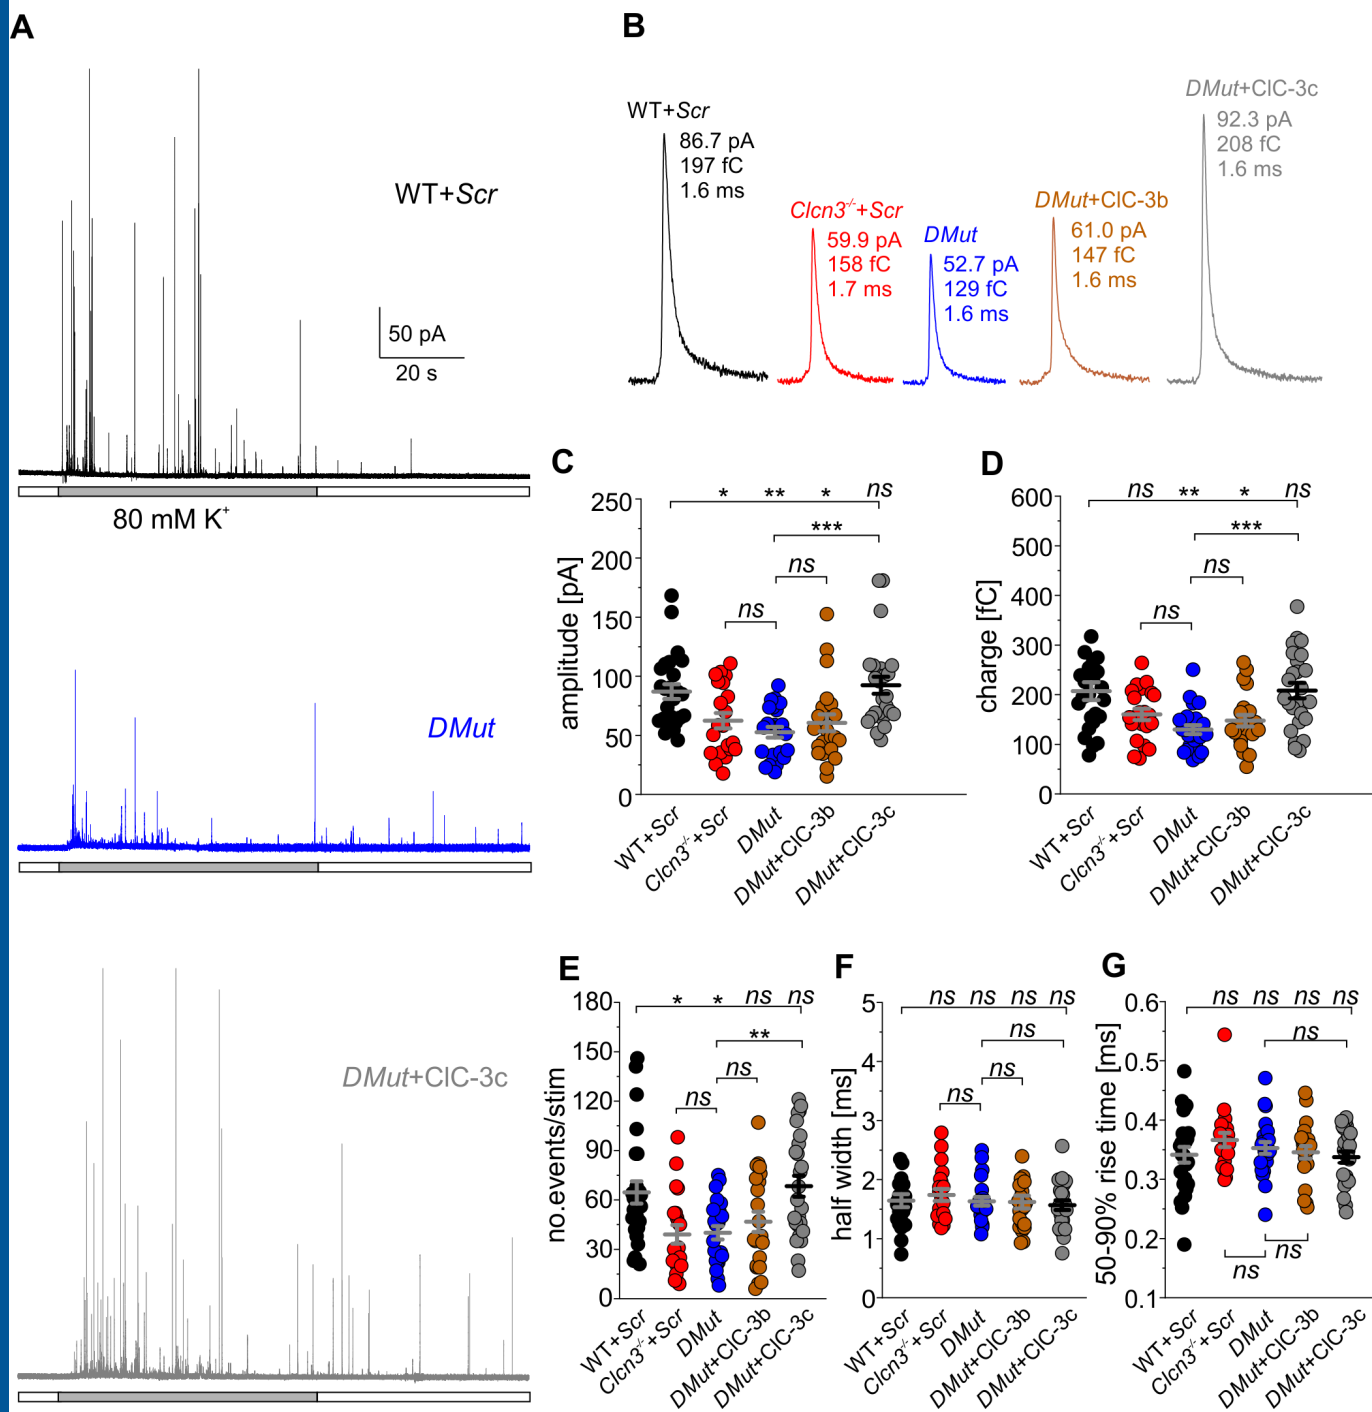 A
WT+Scr
50 pA
20 s
80 mM K+
DMut
DMut+ClC-3c
B
WT+Scr
86.7 pA
197 fC
1.6 ms
Clcn3-/-+Scr
59.9 pA
158 fC
1.7 ms
DMut
52.7 pA
129 fC
1.6 ms
DMut+ClC-3b
61.0 pA
147 fC
1.6 ms
DMut+ClC-3c
92.3 pA
208 fC
1.6 ms
C
amplitude [pA]
250
200
150
100
50
0
* ** * ns
***
ns
ns
WT+Scr
Clcn3-/-+Scr
DMut
DMut+ClC-3b
DMut+ClC-3c
D
charge [fC]
600
500
400
300
200
100
0
ns ** * ns
***
ns
ns
WT+Scr
Clcn3-/-+Scr
DMut
DMut+ClC-3b
DMut+ClC-3c
E
no.events/stim
180
150
120
90
60
30
0
* * ns ns
**
ns
ns
WT+Scr
Clcn3-/-+Scr
DMut
DMut+ClC-3b
DMut+ClC-3c
F
half width [ms]
5
4
3
2
1
0
ns ns ns ns
ns
ns
ns
WT+Scr
Clcn3-/-+Scr
DMut
DMut+ClC-3b
DMut+ClC-3c
G
50-90% rise time [ms]
0.6
0.5
0.4
0.3
0.2
0.1
ns ns ns ns
ns
ns
ns
WT+Scr
Clcn3-/-+Scr
DMut
DMut+ClC-3b
DMut+ClC-3c